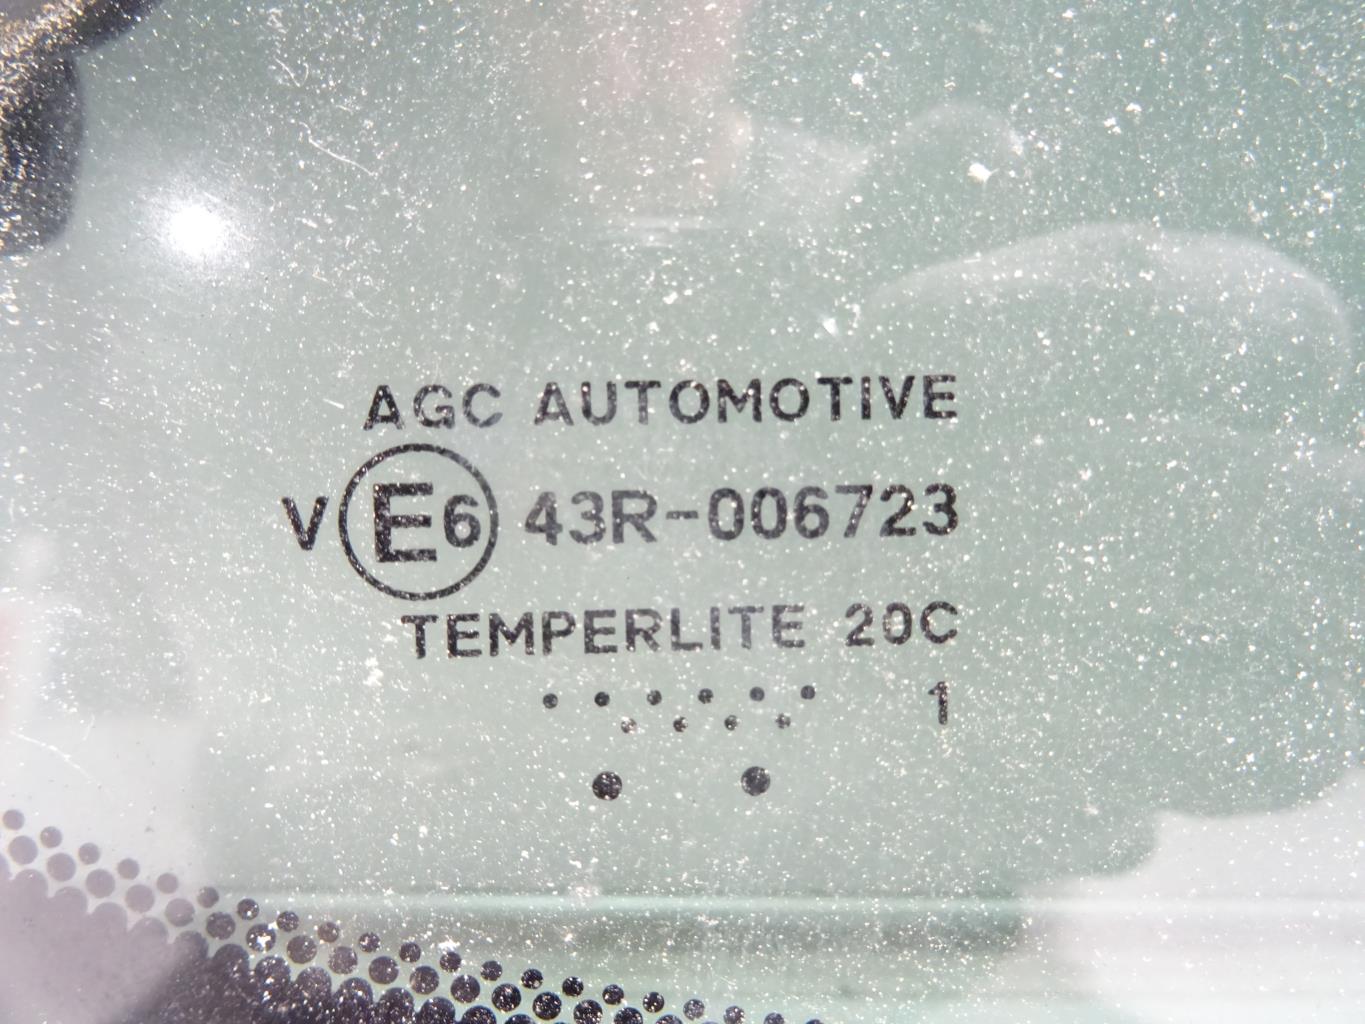 AGC AUTOMOTIVE
V E6 43R-006723
TEMPERLITE 20C
1